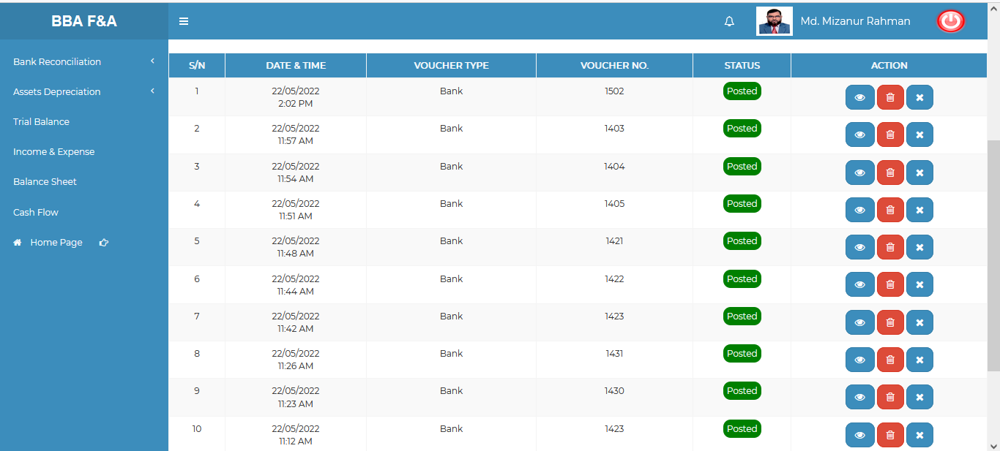 BBA F&A
Md. Mizanur Rahman
Bank Reconciliation
Assets Depreciation
Trial Balance
Income & Expense
Balance Sheet
Cash Flow
Home Page
S/N DATE & TIME VOUCHER TYPE VOUCHER NO. STATUS ACTION
1 22/05/2022 Bank 1502 Posted
2:02 PM
2 22/05/2022 Bank 1403 Posted
11:57 AM
3 22/05/2022 Bank 1404 Posted
11:54 AM
4 22/05/2022 Bank 1405 Posted
11:51 AM
5 22/05/2022 Bank 1421 Posted
11:48 AM
6 22/05/2022 Bank 1422 Posted
11:44 AM
7 22/05/2022 Bank 1423 Posted
11:42 AM
8 22/05/2022 Bank 1431 Posted
11:26 AM
9 22/05/2022 Bank 1430 Posted
11:23 AM
10 22/05/2022 Bank 1423 Posted
11:12 AM